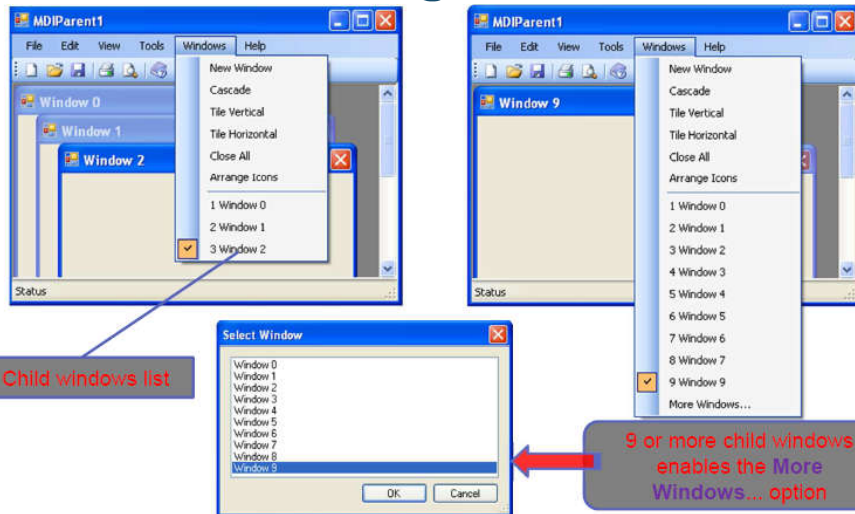 MDIParent1
File Edit View Tools Windows Help
New Window
Cascade
Tile Vertical
Tile Horizontal
Close All
Arrange Icons
1 Window 0
2 Window 1
3 Window 2
Window 0
Window 1
Window 2
Status
Child windows list
MDIParent1
File Edit View Tools Windows Help
New Window
Cascade
Tile Vertical
Tile Horizontal
Close All
Arrange Icons
1 Window 0
2 Window 1
3 Window 2
4 Window 3
5 Window 4
6 Window 5
7 Window 6
8 Window 7
9 Window 9
More Windows...
Window 9
Status
Select Window
Window 0
Window 1
Window 2
Window 3
Window 4
Window 5
Window 6
Window 7
Window 8
Window 9
OK Cancel
9 or more child windows
enables the More
Windows... option